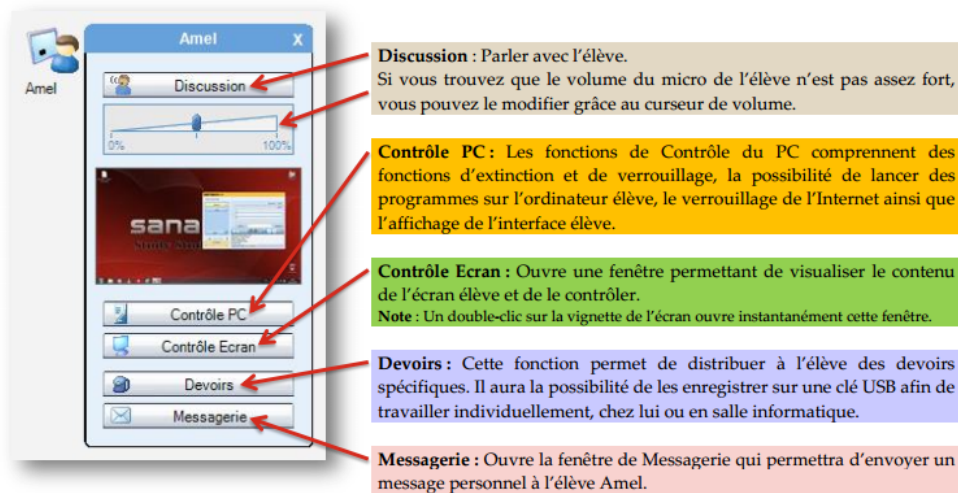 Amel
Amel X
Discussion
0% 100%
sana
Contrôle PC
Contrôle Ecran
Devoirs
Messagerie
Discussion : Parler avec l'élève.
Si vous trouvez que le volume du micro de l'élève n'est pas assez fort,
vous pouvez le modifier grâce au curseur de volume.
Contrôle PC : Les fonctions de Contrôle du PC comprennent des
fonctions d'extinction et de verrouillage, la possibilité de lancer des
programmes sur l'ordinateur élève, le verrouillage de l'Internet ainsi que
l'affichage de l'interface élève.
Contrôle Ecran : Ouvre une fenêtre permettant de visualiser le contenu
de l'écran élève et de le contrôler.
Note : Un double-clic sur la vignette de l'écran ouvre instantanément cette fenêtre.
Devoirs : Cette fonction permet de distribuer à l'élève des devoirs
spécifiques. Il aura la possibilité de les enregistrer sur une clé USB afin de
travailler individuellement, chez lui ou en salle informatique.
Messagerie : Ouvre la fenêtre de Messagerie qui permettra d'envoyer un
message personnel à l'élève Amel.